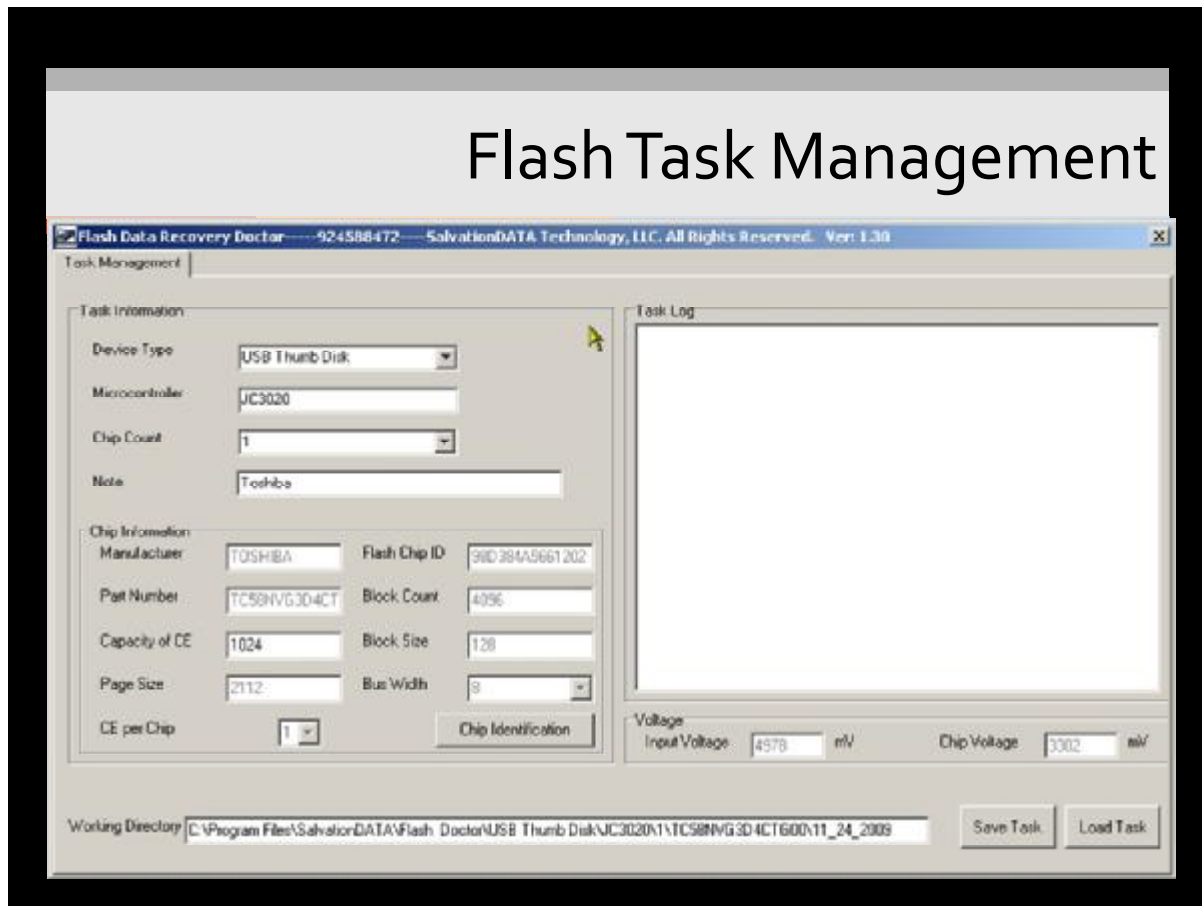 Flash Task Management
Flash Data Recovery Doctor-----924588472-----SalvationDATA Technology, LLC. All Rights Reserved. Ver: 1.30
Task Management
Task Information
Device Type USB Thumb Disk
Microcontroller JC3020
Chip Count 1
Note Toshiba
Chip Information
Manufacturer TOSHIBA Flash Chip ID 98D384A5661202
Part Number TC58NVG3D4CT Block Count 4096
Capacity of CE 1024 Block Size 128
Page Size 2112 Bus Width 8
CE per Chip 1 Chip Identification
Task Log
Voltage
Input Voltage 4978 mV Chip Voltage 3302 mV
Working Directory C:\Program Files\SalvationDATA\Flash Doctor\USB Thumb Disk\JC3020\1\TC58NVG3D4CTG00\11_24_2009
Save Task Load Task